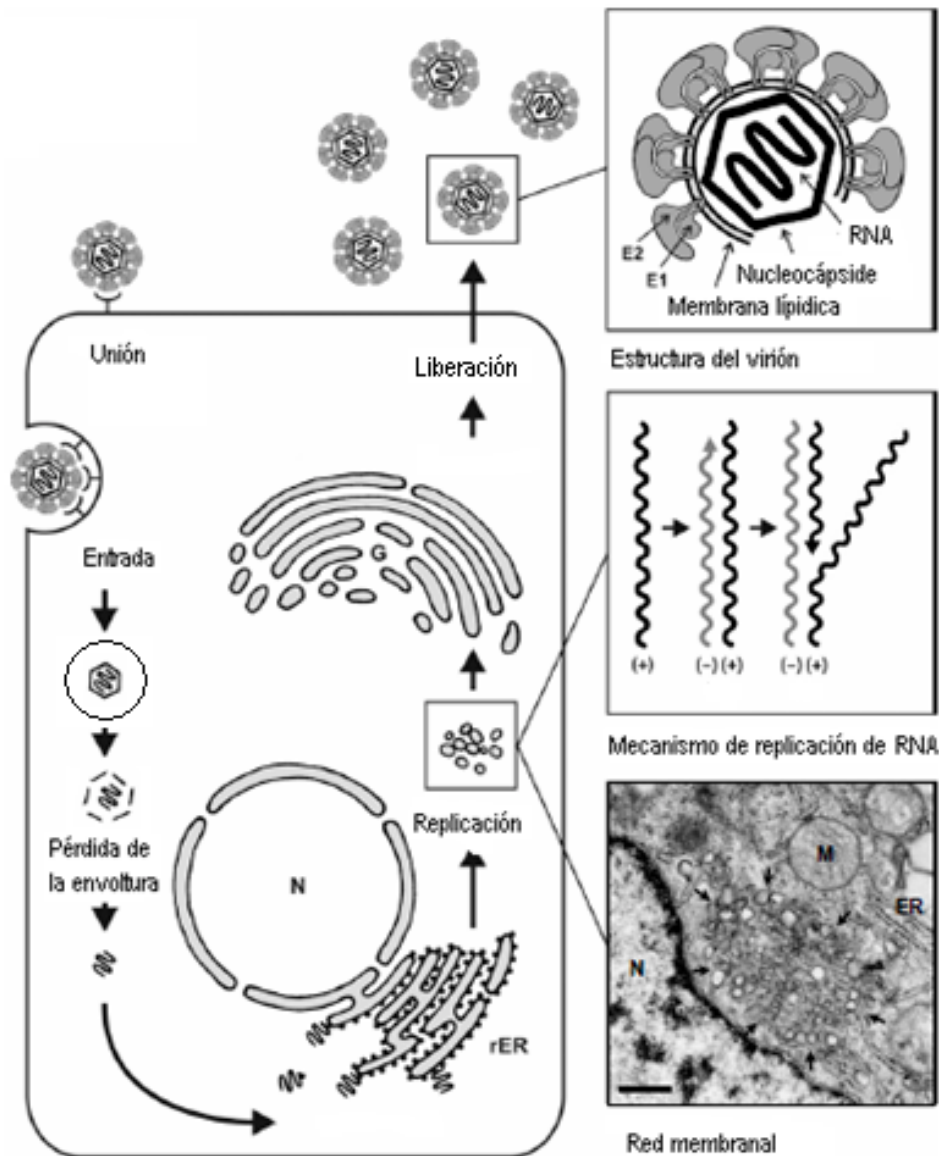 Unión
Entrada
Pérdida de
la envoltura
N
rER
Replicación
G
Liberación
E2
E1
RNA
Nucleocápside
Membrana lipídica
Estructura del virión
(+)
(-) (+)
(-) (+)
Mecanismo de replicación de RNA
M
ER
N
Red membranal